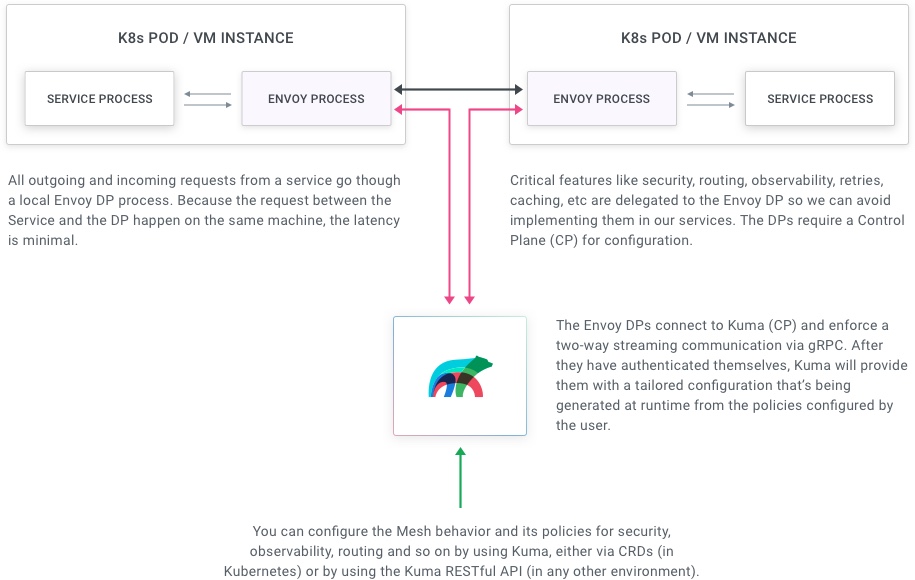 K8s POD / VM INSTANCE
SERVICE PROCESS
ENVOY PROCESS
K8s POD / VM INSTANCE
ENVOY PROCESS
SERVICE PROCESS
All outgoing and incoming requests from a service go though
a local Envoy DP process. Because the request between the
Service and the DP happen on the same machine, the latency
is minimal.
Critical features like security, routing, observability, retries,
caching, etc are delegated to the Envoy DP so we can avoid
implementing them in our services. The DPs require a Control
Plane (CP) for configuration.
The Envoy DPs connect to Kuma (CP) and enforce a
two-way streaming communication via gRPC. After
they have authenticated themselves, Kuma will provide
them with a tailored configuration that’s being
generated at runtime from the policies configured by
the user.
You can configure the Mesh behavior and its policies for security,
observability, routing and so on by using Kuma, either via CRDs (in
Kubernetes) or by using the Kuma RESTful API (in any other environment).